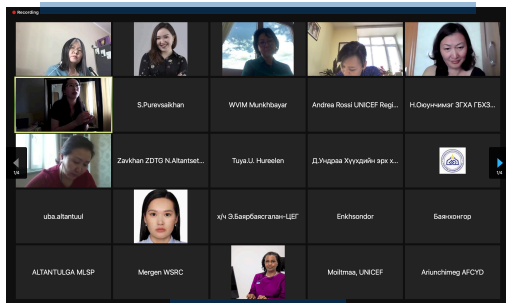 Recording
S.Purevsaikhan
WVIM Munkhbayar
Andrea Rossi UNICEF Regi...
Н.Оюунчимэг ЗГХА ГБХЗ...
1/4
1/4
Zavkhan ZDTG N.Altantset...
Tuya.U. Hureelen
Д.Ундраа Хүүхдийн эрх х...
uba.altantuul
х/ч Э.Баярбаясгалан-ЦЕГ
Enkhsondor
Баянхонгор
ALTANTULGA MLSP
Mergen WSRC
Moiltmaa, UNICEF
Ariunchimeg AFCYD